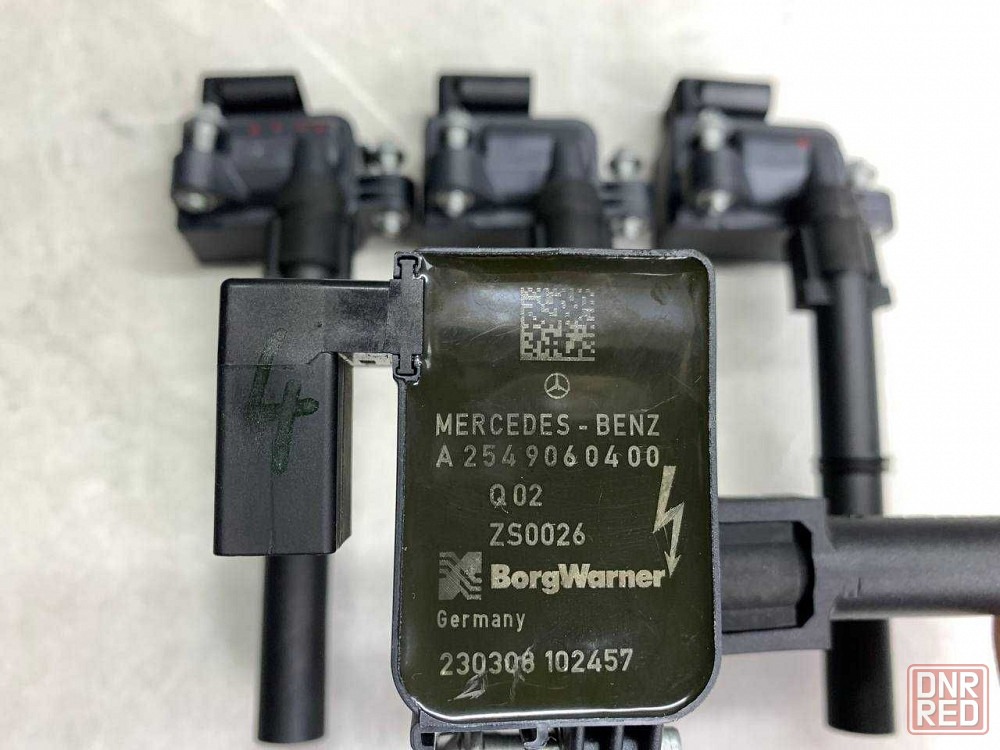 4
MERCEDES - BENZ
A 2549060400
Q02
ZS0026
BorgWarner
Germany
230308 102457
DNR
RED